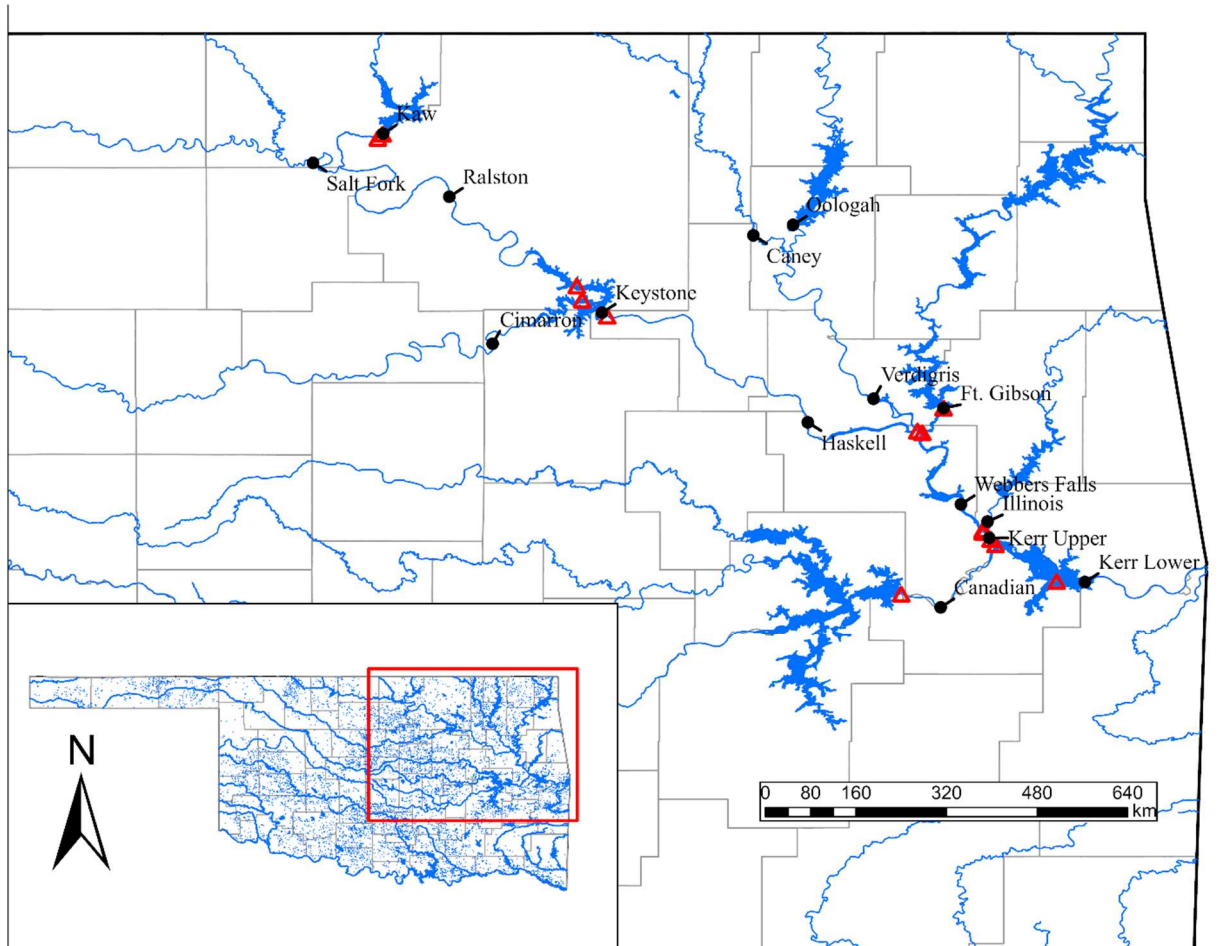 Kaw
Salt Fork
Ralston
Oologah
Caney
Keystone
Cimarron
Verdigris
Ft. Gibson
Haskell
Webbers Falls
Illinois
Kerr Upper
Kerr Lower
Canadian
N
0 80 160 320 480 640
km